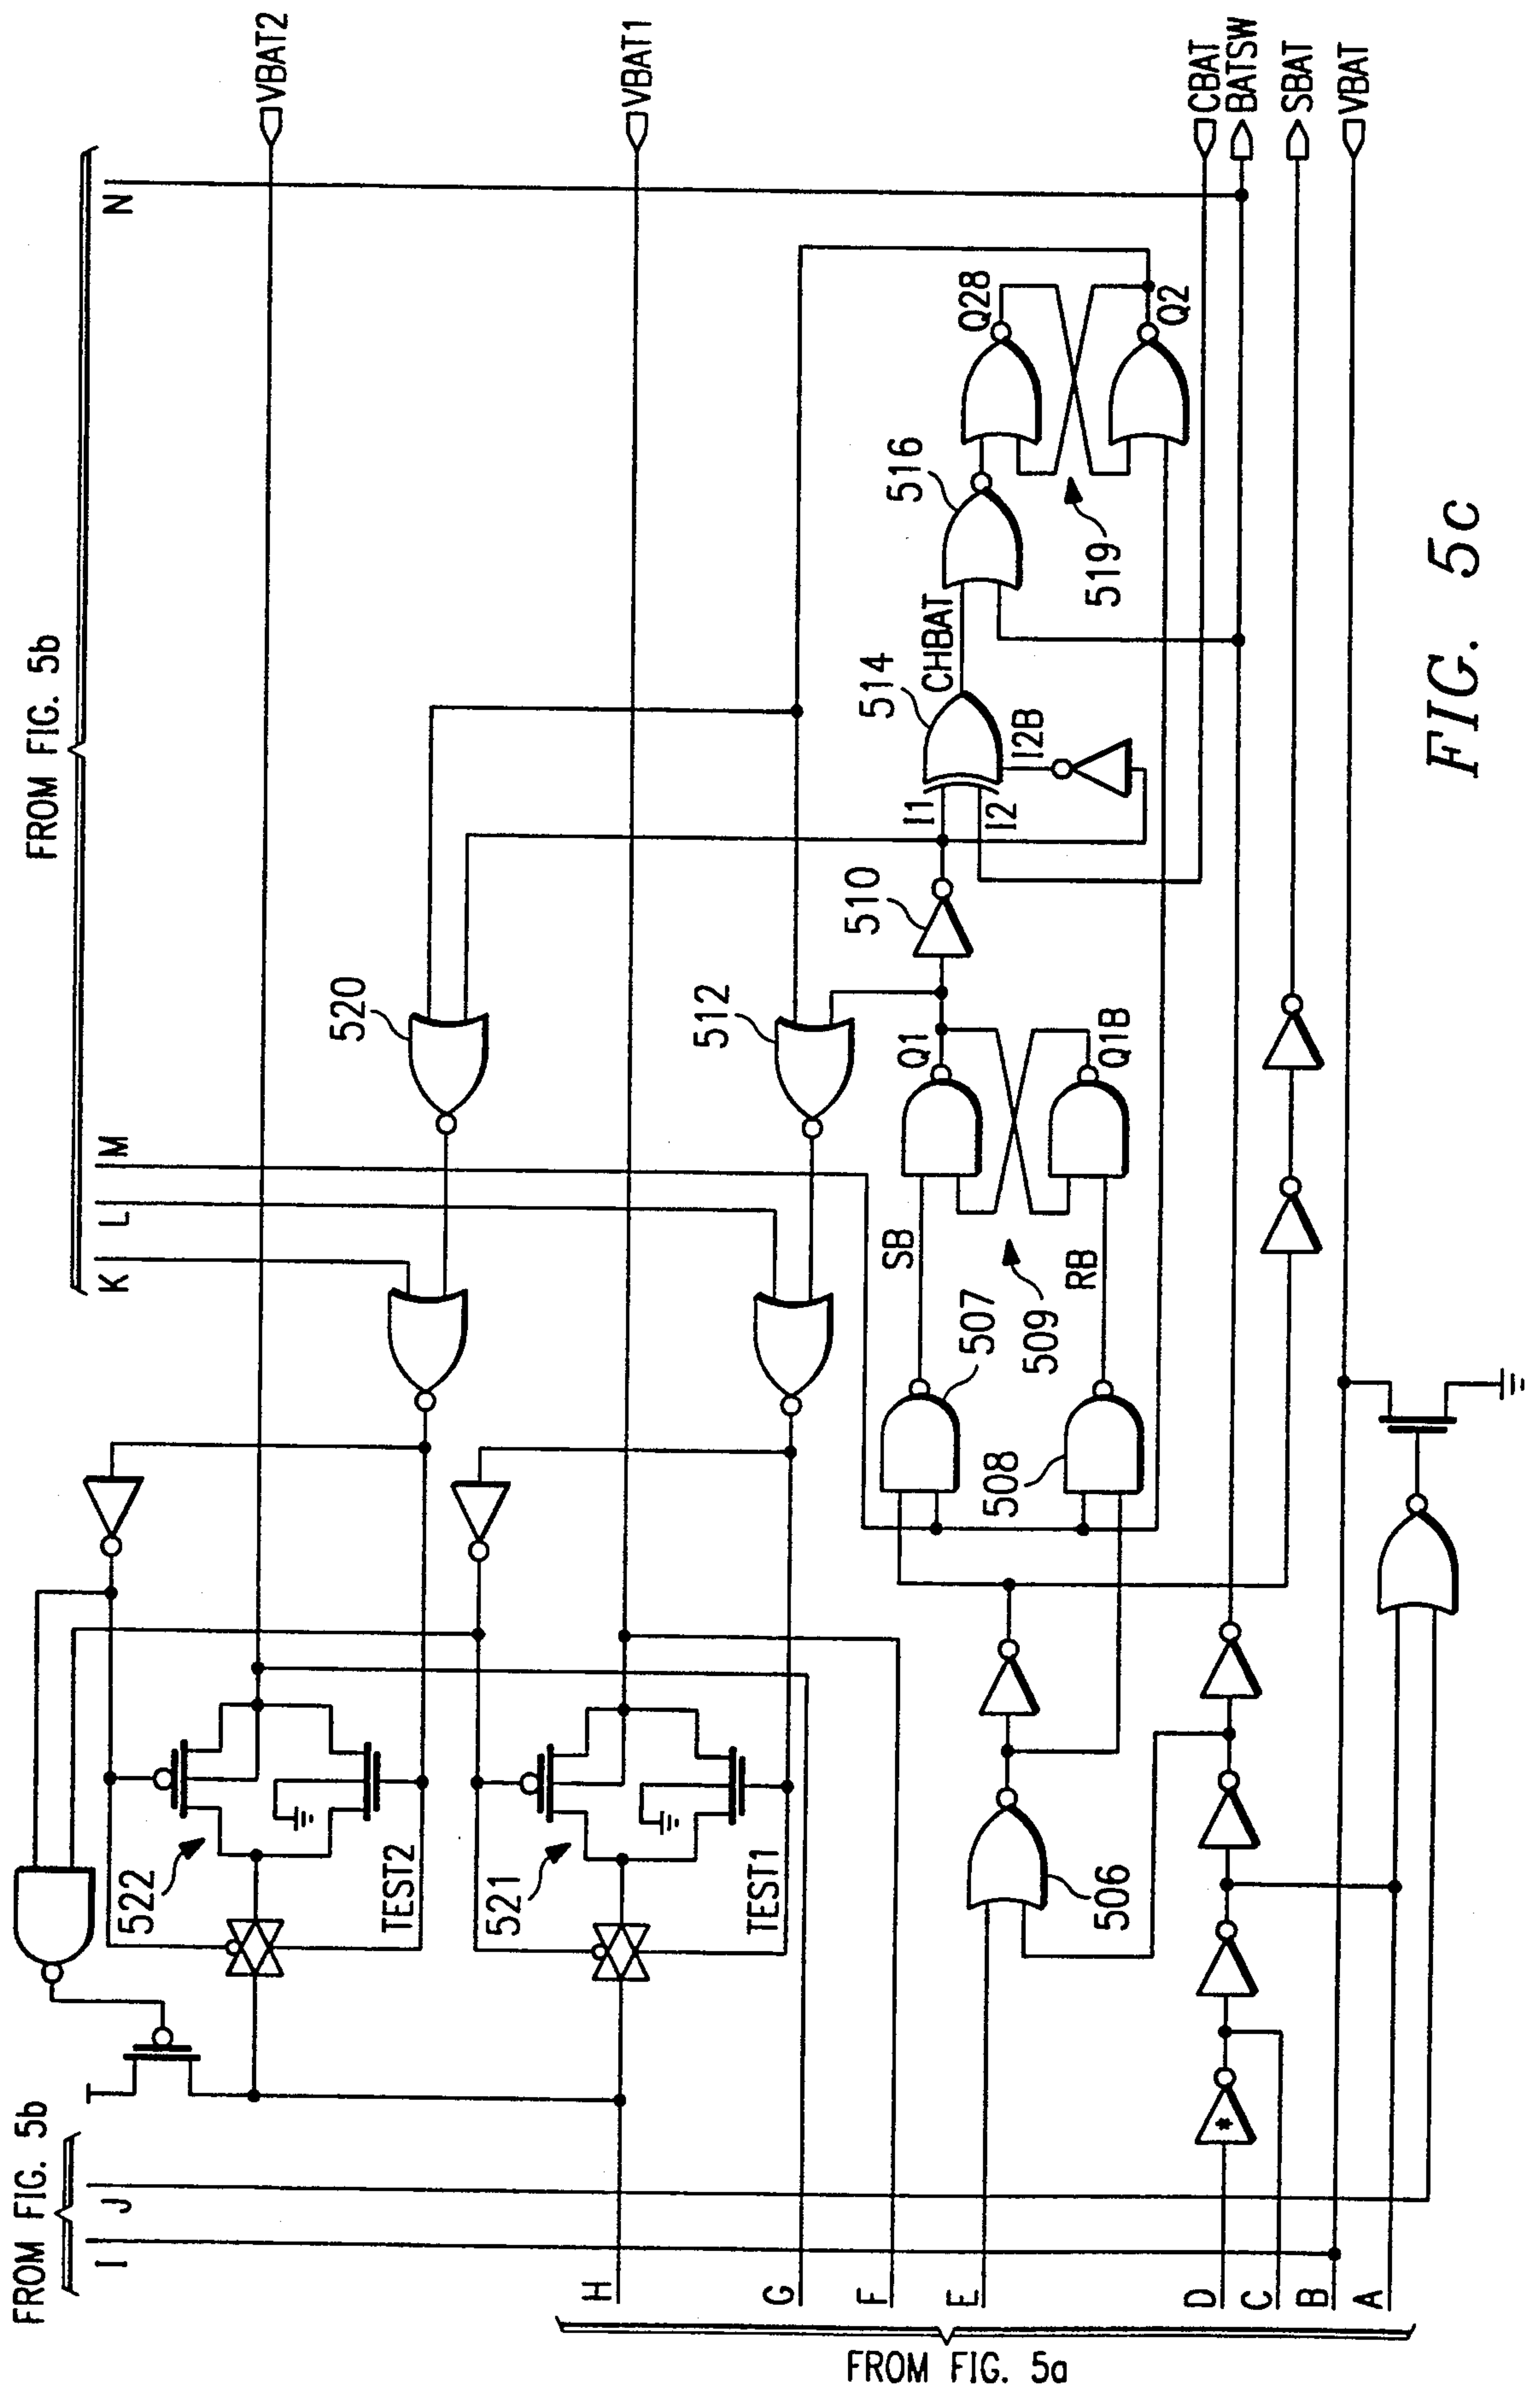 FROM FIG. 5b
N
VBAT2
K
L
M
520
522
TEST2
VBAT1
512
521
TEST1
FROM FIG. 5b
I
J
H
G
F
E
D
C
B
A
FROM FIG. 5a
506
507
508
SB
RB
509
Q1
Q1B
510
I1
I2
I2B
514
CHBAT
516
519
Q28
Q2
*
CBAT
BATSW
SBAT
VBAT
FIG. 5c